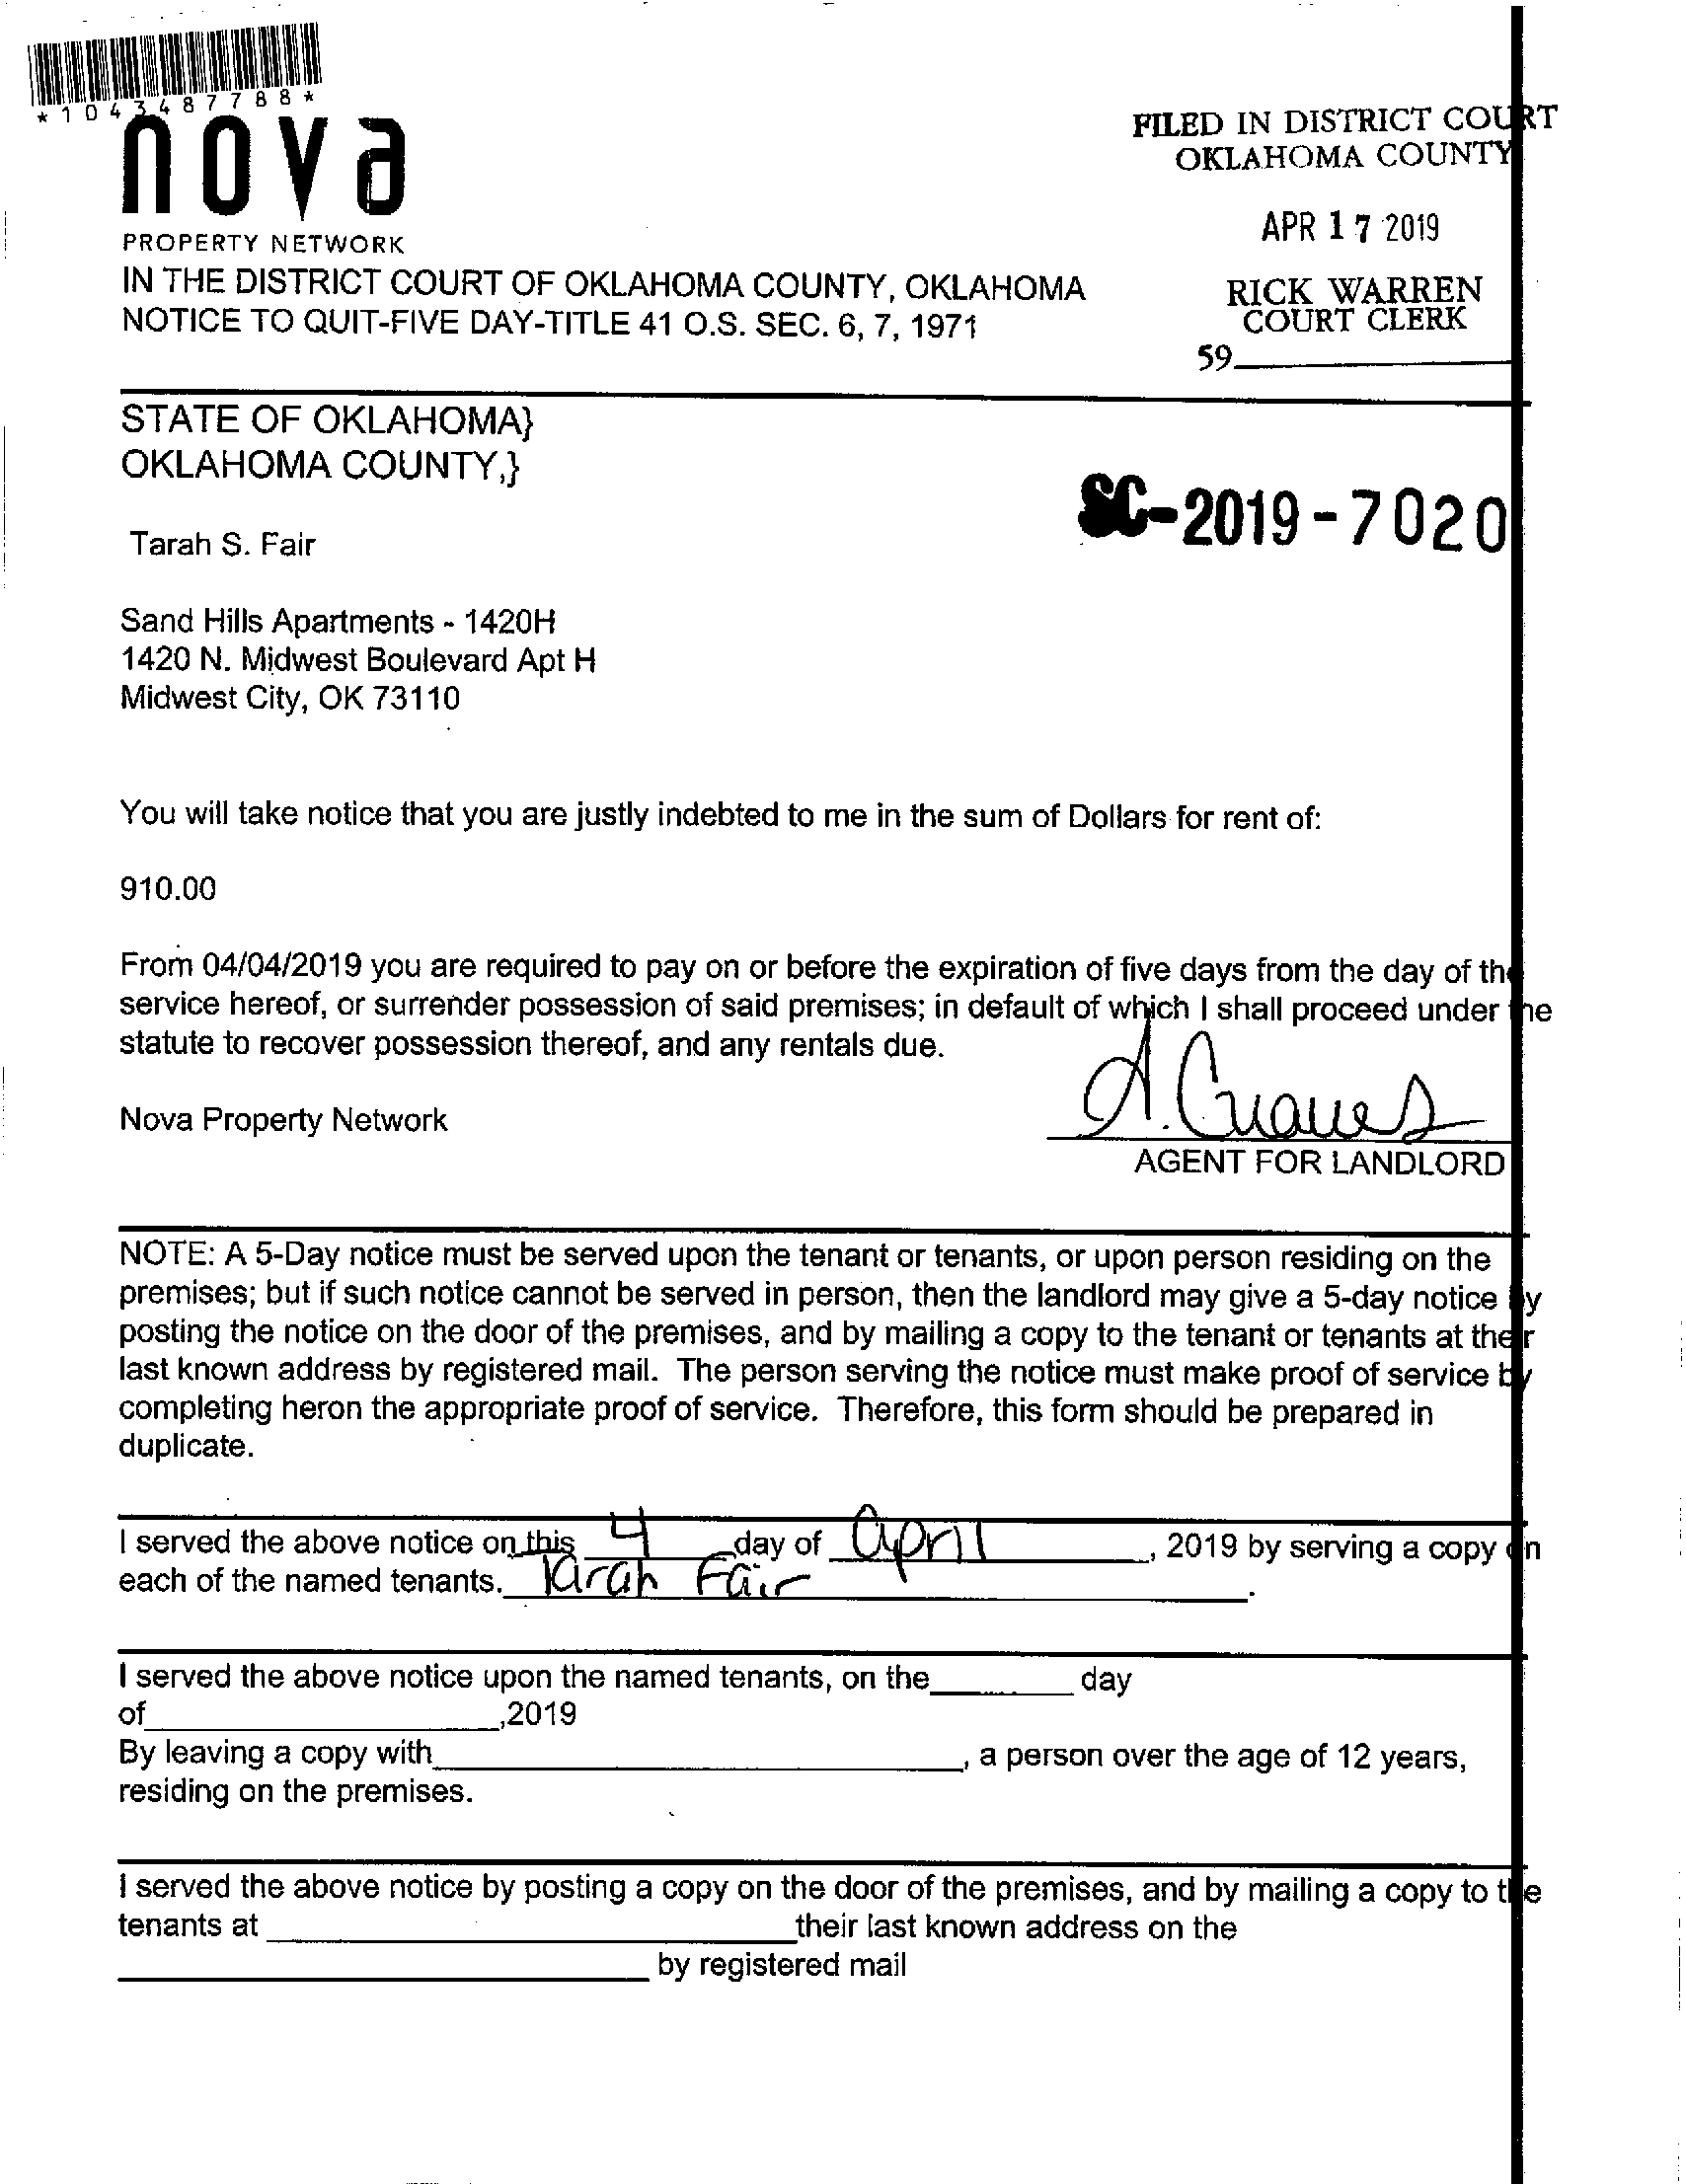 *1043487788*
nova
PROPERTY NETWORK
FILED IN DISTRICT COURT
OKLAHOMA COUNTY
APR 17 2019
RICK WARREN
COURT CLERK
59
IN THE DISTRICT COURT OF OKLAHOMA COUNTY, OKLAHOMA
NOTICE TO QUIT-FIVE DAY-TITLE 41 O.S. SEC. 6, 7, 1971
STATE OF OKLAHOMA}
OKLAHOMA COUNTY,}
SC-2019-7020
Tarah S. Fair
Sand Hills Apartments - 1420H
1420 N. Midwest Boulevard Apt H
Midwest City, OK 73110
You will take notice that you are justly indebted to me in the sum of Dollars for rent of:
910.00
From 04/04/2019 you are required to pay on or before the expiration of five days from the day of the
service hereof, or surrender possession of said premises; in default of which I shall proceed under the
statute to recover possession thereof, and any rentals due.
Nova Property Network
A. Graves
AGENT FOR LANDLORD
NOTE: A 5-Day notice must be served upon the tenant or tenants, or upon person residing on the
premises; but if such notice cannot be served in person, then the landlord may give a 5-day notice by
posting the notice on the door of the premises, and by mailing a copy to the tenant or tenants at their
last known address by registered mail. The person serving the notice must make proof of service by
completing heron the appropriate proof of service. Therefore, this form should be prepared in
duplicate.
I served the above notice on this 4 day of april, 2019 by serving a copy on
each of the named tenants. Tarah Fair.
I served the above notice upon the named tenants, on the ________ day
of____________________,2019
By leaving a copy with______________________________, a person over the age of 12 years,
residing on the premises.
I served the above notice by posting a copy on the door of the premises, and by mailing a copy to the
tenants at ______________________________their last known address on the
______________________________ by registered mail